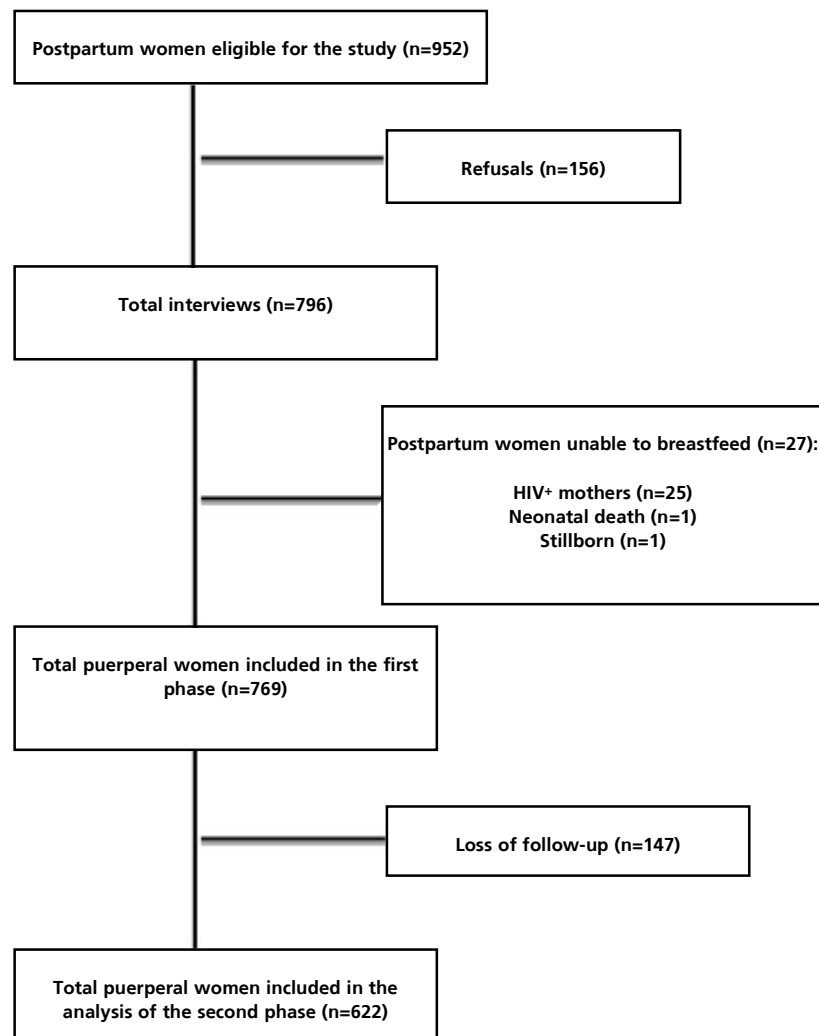 Postpartum women eligible for the study (n=952)
Refusals (n=156)
Total interviews (n=796)
Postpartum women unable to breastfeed (n=27):
HIV+ mothers (n=25)
Neonatal death (n=1)
Stillborn (n=1)
Total puerperal women included in the first
phase (n=769)
Loss of follow-up (n=147)
Total puerperal women included in the
analysis of the second phase (n=622)